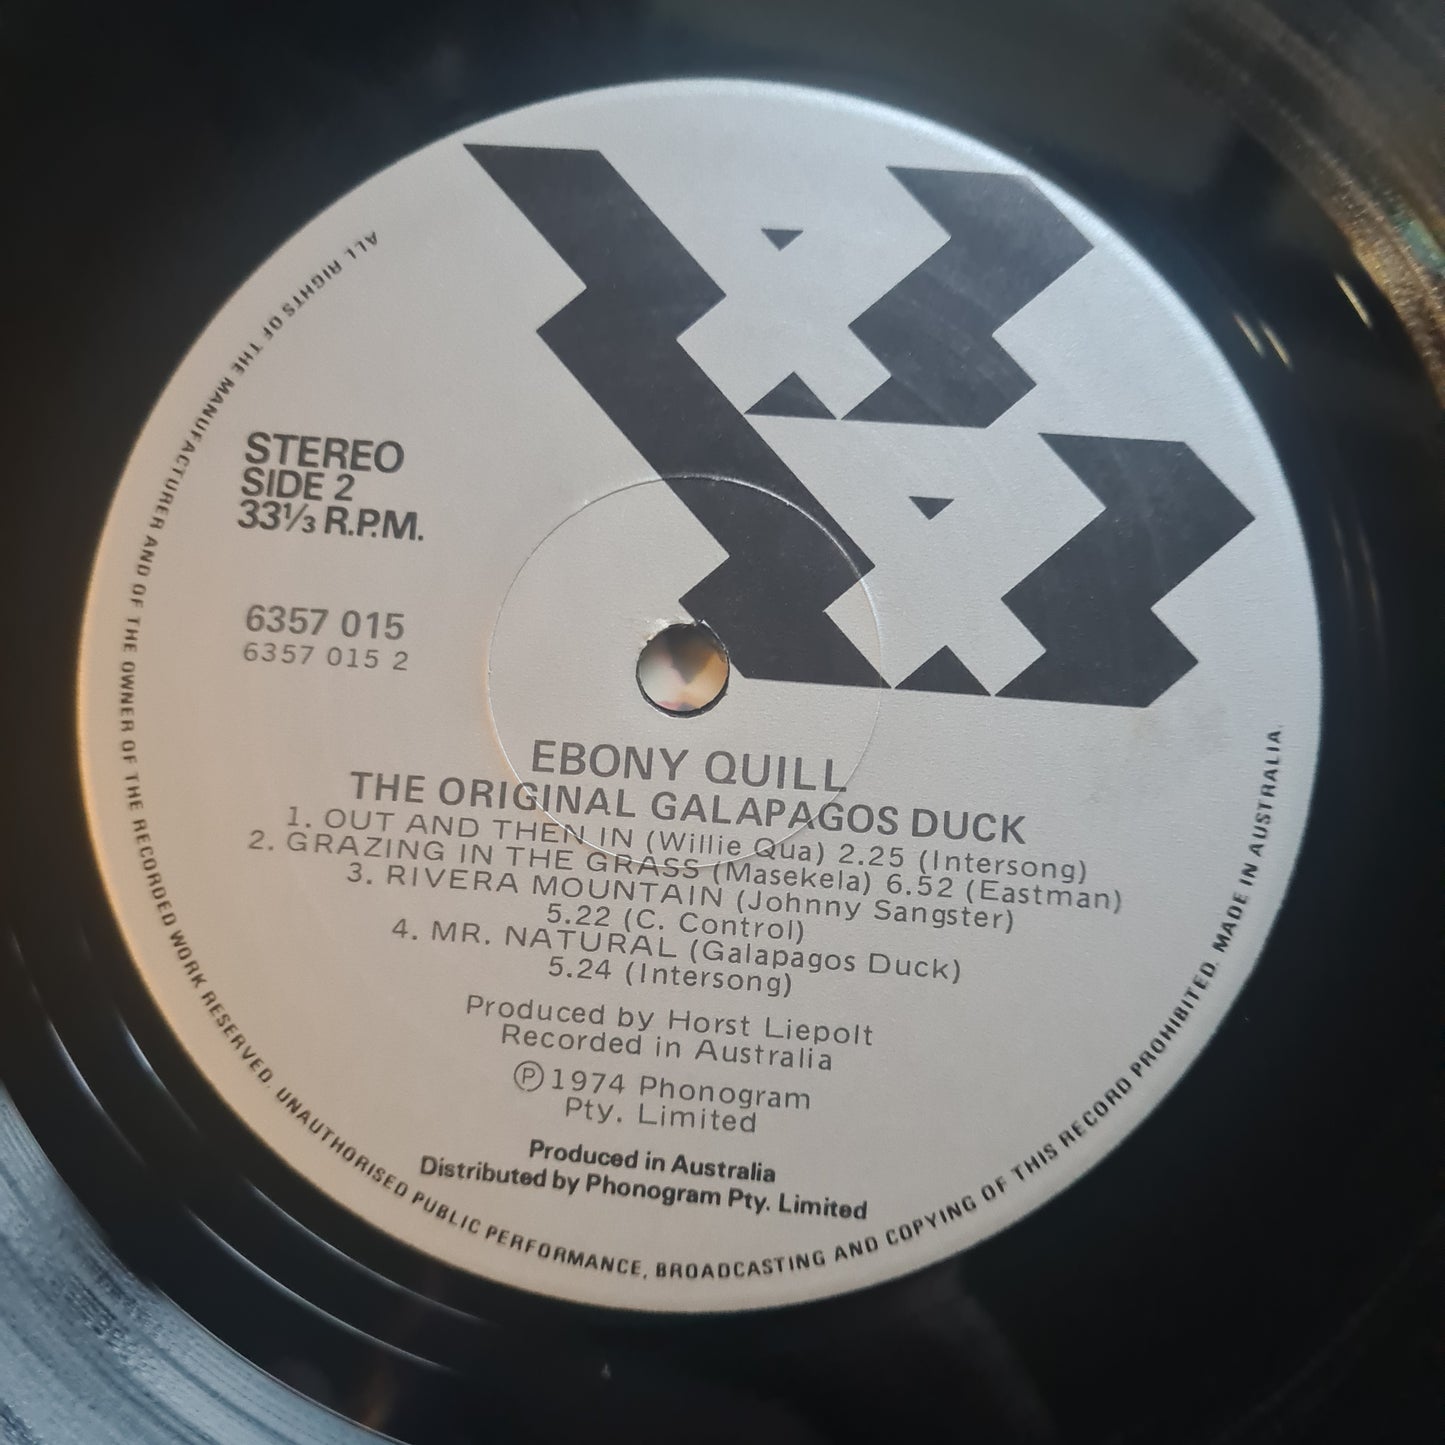 STEREO
SIDE 2
33⅓ R.P.M.
6357 015
6357 015 2
EBONY QUILL
THE ORIGINAL GALAPAGOS DUCK
1. OUT AND THEN IN (Willie Qua) 2.25 (Intersong)
2. GRAZING IN THE GRASS (Masekela) 6.52 (Eastman)
3. RIVERA MOUNTAIN (Johnny Sangster)
5.22 (C. Control)
4. MR. NATURAL (Galapagos Duck)
5.24 (Intersong)
Produced by Horst Liepolt
Recorded in Australia
Ⓟ1974 Phonogram
Pty. Limited
Produced in Australia
Distributed by Phonogram Pty. Limited
ALL RIGHTS OF THE MANUFACTURER AND OF THE OWNER OF THE RECORDED WORK RESERVED. UNAUTHORISED PUBLIC PERFORMANCE, BROADCASTING AND COPYING OF THIS RECORD PROHIBITED. MADE IN AUSTRALIA.